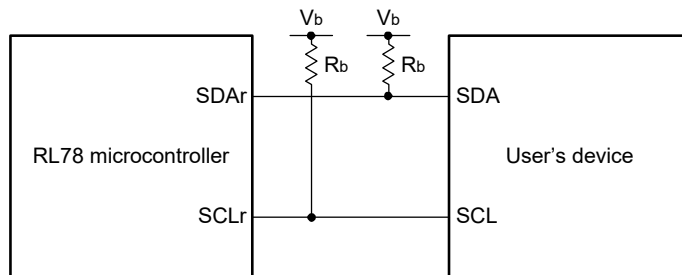 Vb Vb
Rb Rb
SDAr SDA
RL78 microcontroller User’s device
SCLr SCL